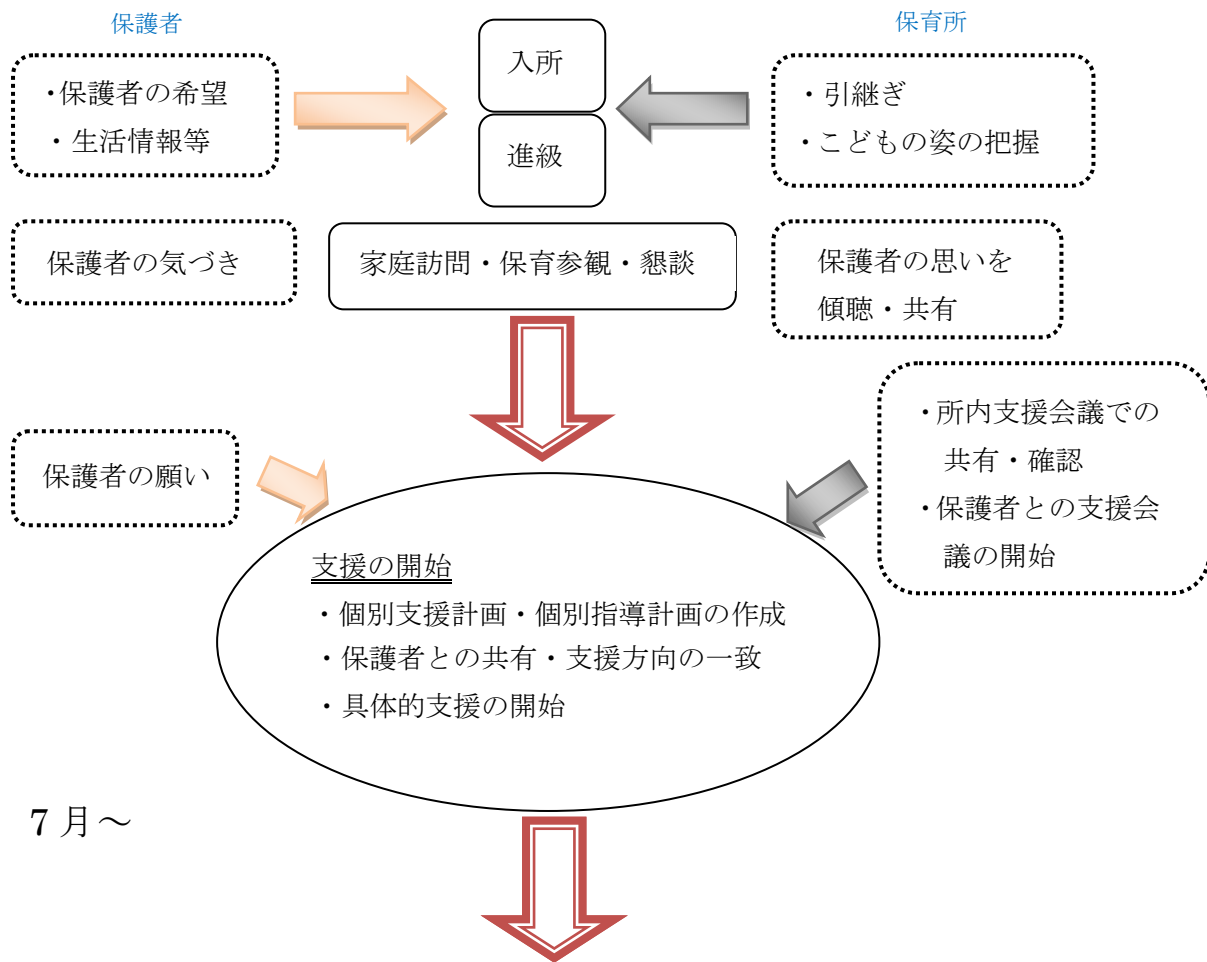 保護者
保育所
・保護者の希望
・生活情報等
入所
進級
・引継ぎ
・こどもの姿の把握
保護者の気づき
家庭訪問・保育参観・懇談
保護者の思いを
傾聴・共有
保護者の願い
・所内支援会議での
共有・確認
・保護者との支援会
議の開始
支援の開始
・個別支援計画・個別指導計画の作成
・保護者との共有・支援方向の一致
・具体的支援の開始
7月～